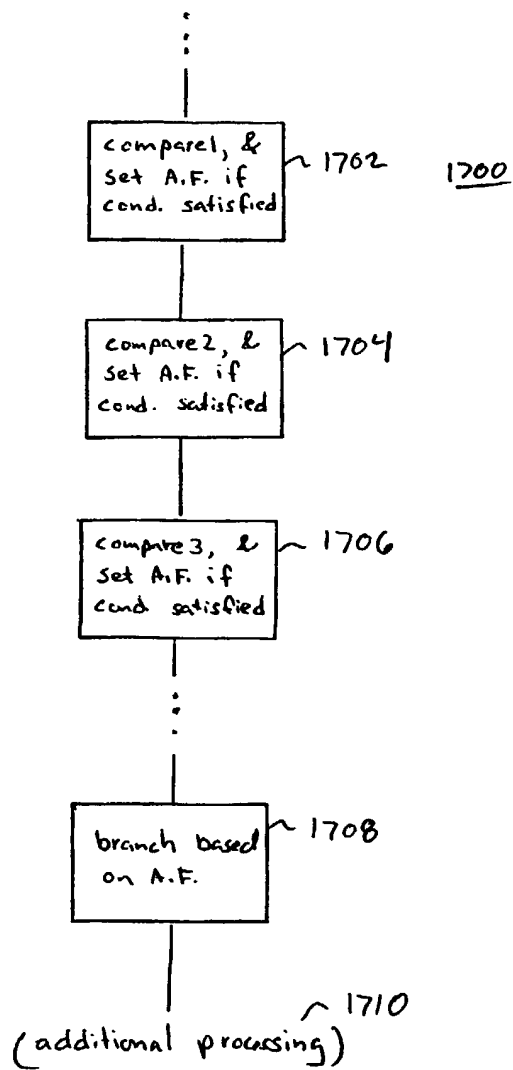 compare1, &
set A.F. if
cond. satisfied
1702
1700
compare2, &
set A.F. if
cond. satisfied
1704
compare3, &
set A.F. if
cond. satisfied
1706
branch based
on A.F.
1708
1710
(additional processing)